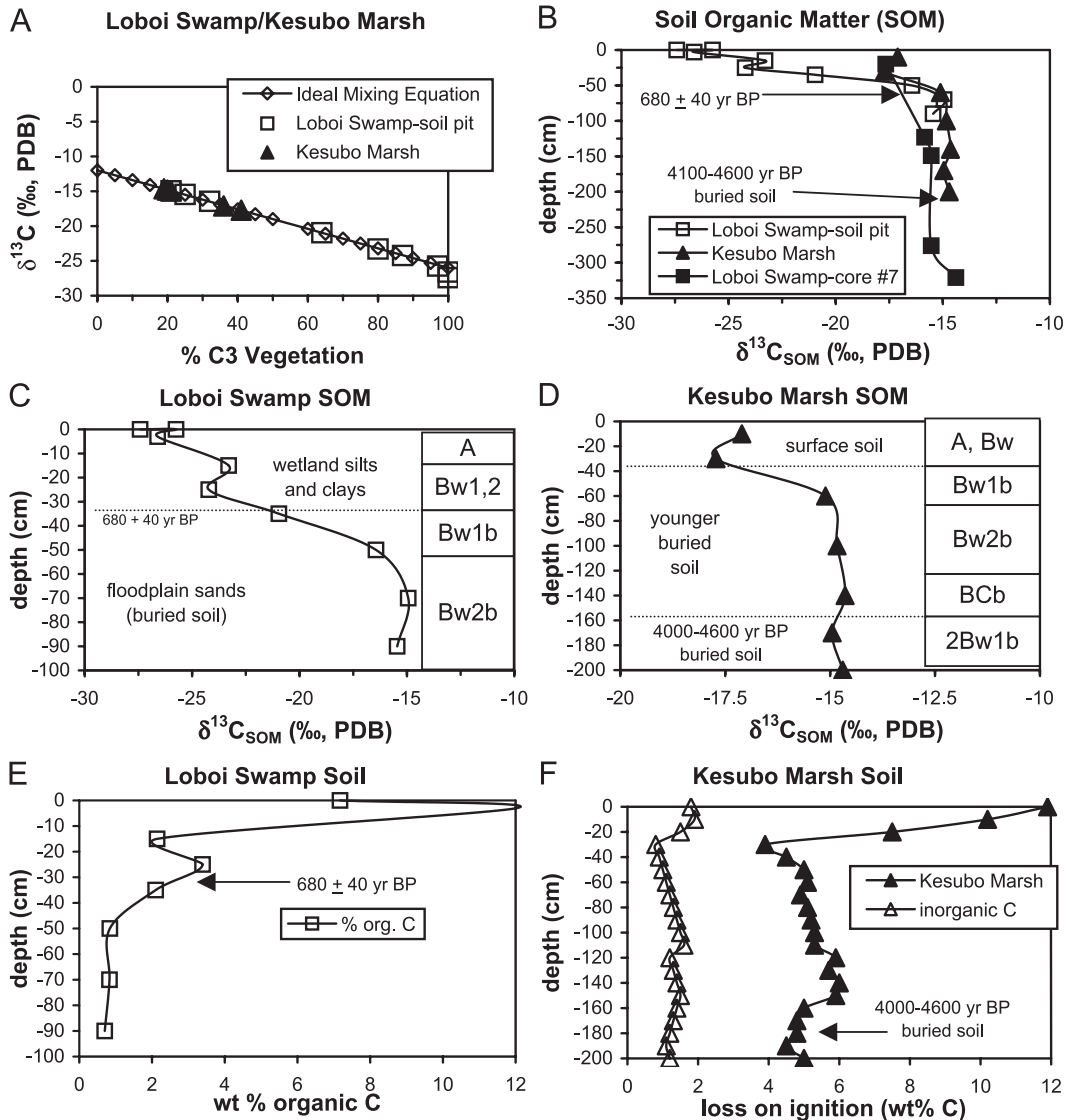 A
Loboi Swamp/Kesubo Marsh
0
-5
-10
-15
-20
-25
-30
δ13C (‰, PDB)
Ideal Mixing Equation
Loboi Swamp-soil pit
Kesubo Marsh
0 20 40 60 80 100
% C3 Vegetation
B
Soil Organic Matter (SOM)
0
-50
-100
-150
-200
-250
-300
-350
depth (cm)
680 ± 40 yr BP
4100-4600 yr BP
buried soil
Loboi Swamp-soil pit
Kesubo Marsh
Loboi Swamp-core #7
-30 -25 -20 -15 -10
δ13CSOM (‰, PDB)
C
Loboi Swamp SOM
0
-10
-20
-30
-40
-50
-60
-70
-80
-90
-100
depth (cm)
wetland silts
and clays
680 + 40 yr BP
floodplain sands
(buried soil)
A
Bw1,2
Bw1b
Bw2b
-30 -25 -20 -15 -10
δ13CSOM (‰, PDB)
D
Kesubo Marsh SOM
0
-20
-40
-60
-80
-100
-120
-140
-160
-180
-200
depth (cm)
surface soil
younger
buried
soil
4000-4600 yr BP
buried soil
A, Bw
Bw1b
Bw2b
BCb
2Bw1b
-20 -17.5 -15 -12.5 -10
δ13CSOM (‰, PDB)
E
Loboi Swamp Soil
0
-10
-20
-30
-40
-50
-60
-70
-80
-90
-100
depth (cm)
680 ± 40 yr BP
% org. C
0 2 4 6 8 10 12
wt % organic C
F
Kesubo Marsh Soil
0
-20
-40
-60
-80
-100
-120
-140
-160
-180
-200
depth (cm)
Kesubo Marsh
inorganic C
4000-4600 yr BP
buried soil
0 2 4 6 8 10 12
loss on ignition (wt% C)